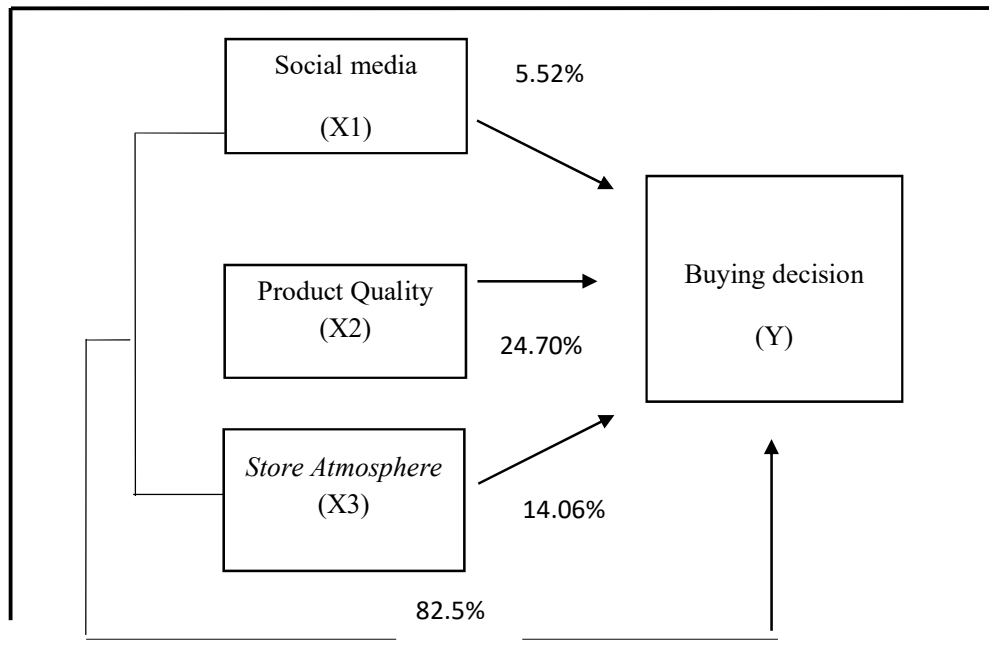 Social media
(X1)
5.52%
Product Quality
(X2)
24.70%
Store Atmosphere
(X3)
14.06%
Buying decision
(Y)
82.5%